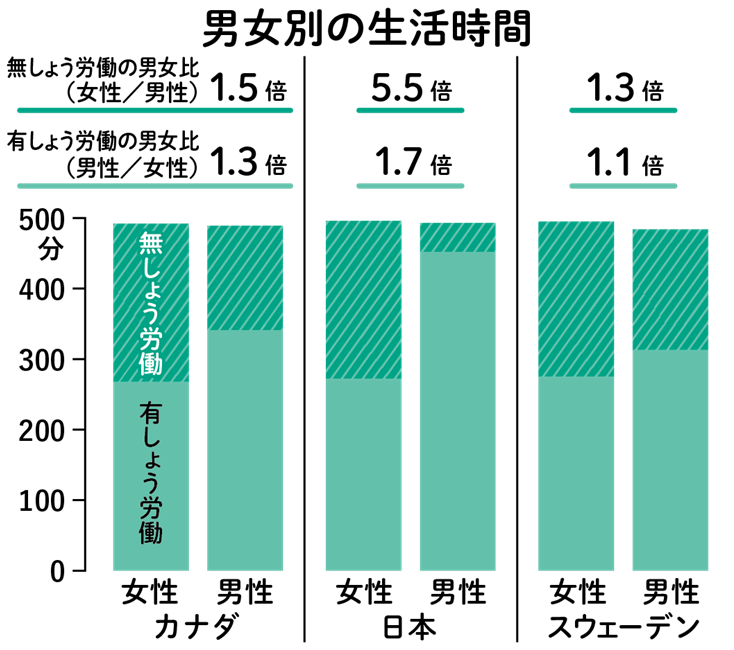 男女別の生活時間
無しょう労働の男女比
（女性／男性）
1.5 倍
5.5 倍
1.3 倍
有しょう労働の男女比
（男性／女性）
1.3 倍
1.7 倍
1.1 倍
500
分
400
300
200
100
0
無しょう労働
有しょう労働
女性 男性
カナダ
女性 男性
日本
女性 男性
スウェーデン